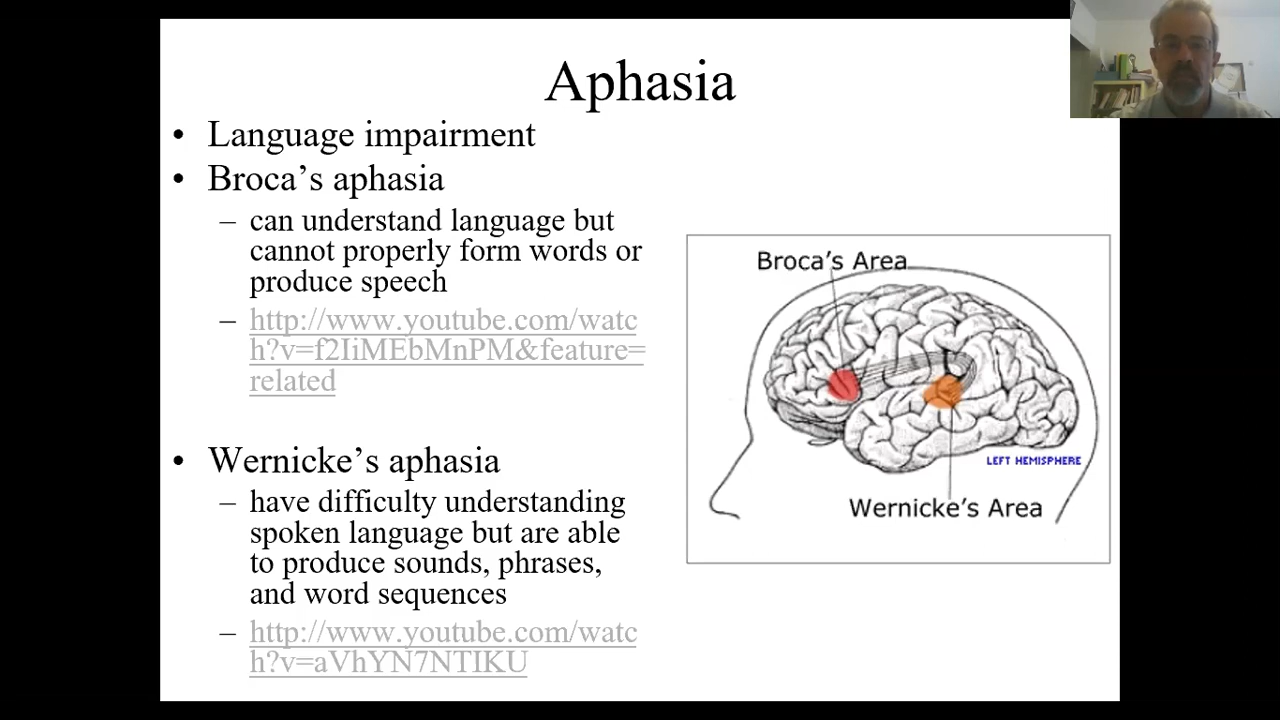 Aphasia
• Language impairment
• Broca's aphasia
– can understand language but
cannot properly form words or
produce speech
– http://www.youtube.com/watc
h?v=f2IiMEbMnPM&feature=
related
• Wernicke's aphasia
– have difficulty understanding
spoken language but are able
to produce sounds, phrases,
and word sequences
– http://www.youtube.com/watc
h?v=aVhYN7NTIKU
Broca's Area
LEFT HEMISPHERE
Wernicke's Area